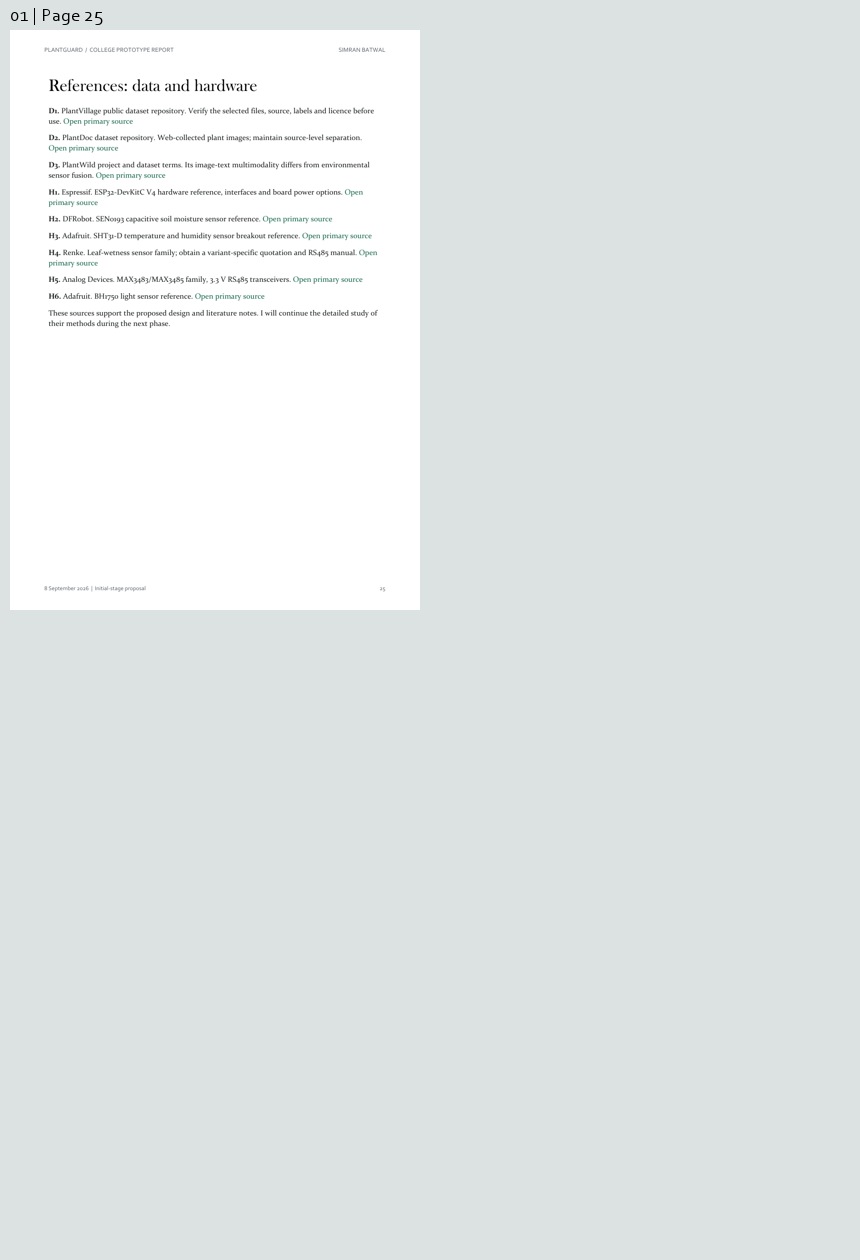 01 | Page 25
PLANTGUARD / COLLEGE PROTOTYPE REPORT
SIMRAN BATWAL
References: data and hardware
D1. PlantVillage public dataset repository. Verify the selected files, source, labels and licence before
use. Open primary source
D2. PlantDoc dataset repository. Web-collected plant images; maintain source-level separation.
Open primary source
D3. PlantWild project and dataset terms. Its image-text multimodality differs from environmental
sensor fusion. Open primary source
H1. Espressif. ESP32-DevKitC V4 hardware reference, interfaces and board power options. Open
primary source
H2. DFRobot. SEN0193 capacitive soil moisture sensor reference. Open primary source
H3. Adafruit. SHT31-D temperature and humidity sensor breakout reference. Open primary source
H4. Renke. Leaf-wetness sensor family; obtain a variant-specific quotation and RS485 manual. Open
primary source
H5. Analog Devices. MAX3483/MAX3485 family, 3.3 V RS485 transceivers. Open primary source
H6. Adafruit. BH1750 light sensor reference. Open primary source
These sources support the proposed design and literature notes. I will continue the detailed study of
their methods during the next phase.
8 September 2026 | Initial-stage proposal
25